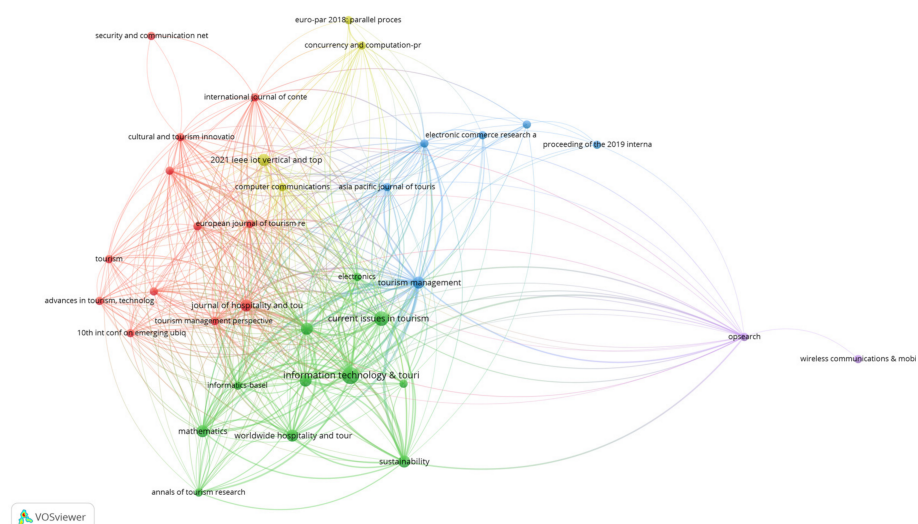 euro-par 2018: parallel proces
security and communication net
concurrency and computation-pr
international journal of conte
cultural and tourism innovatio
electronic commerce research a
proceeding of the 2019 interna
2021 ieee iot vertical and top
computer communications
asia pacific journal of touris
european journal of tourism re
tourism
electronics
tourism management
advances in tourism, technolog
journal of hospitality and tou
tourism management perspective
current issues in tourism
10th int conf on emerging ubiq
opsearch
wireless communications & mobi
information technology & touri
informatics-basel
mathematics
worldwide hospitality and tour
sustainability
annals of tourism research
VOSviewer